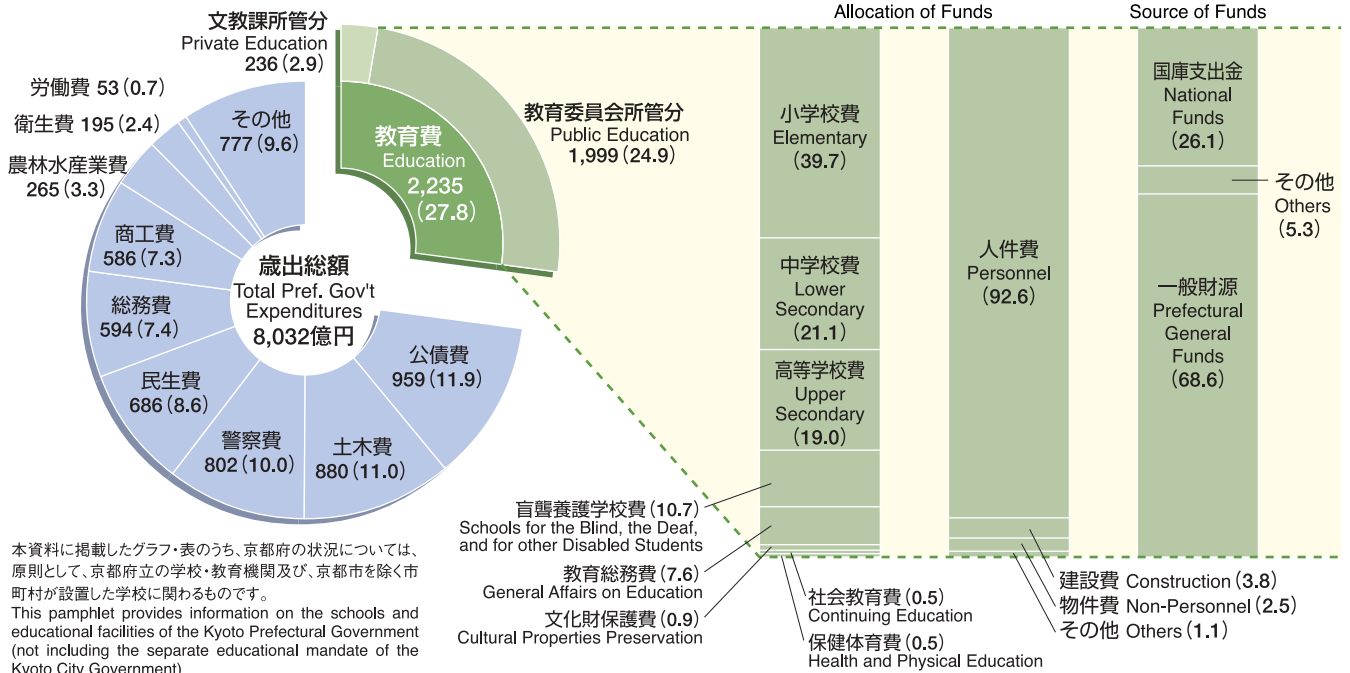 文教課所管分
Private Education
236(2.9)
労働費 53(0.7)
衛生費 195(2.4)
農林水産業費
265(3.3)
その他
777(9.6)
商工費
586(7.3)
総務費
594(7.4)
民生費
686(8.6)
警察費
802(10.0)
土木費
880(11.0)
公債費
959(11.9)
歳出総額
Total Pref. Gov't
Expenditures
8,032億円
教育費
Education
2,235
(27.8)
教育委員会所管分
Public Education
1,999(24.9)
Allocation of Funds
小学校費
Elementary
(39.7)
中学校費
Lower
Secondary
(21.1)
高等学校費
Upper
Secondary
(19.0)
盲聾養護学校費(10.7)
Schools for the Blind, the Deaf,
and for other Disabled Students
教育総務費(7.6)
General Affairs on Education
文化財保護費(0.9)
Cultural Properties Preservation
社会教育費(0.5)
Continuing Education
保健体育費(0.5)
Health and Physical Education
人件費
Personnel
(92.6)
建設費 Construction(3.8)
物件費 Non-Personnel(2.5)
その他 Others(1.1)
Source of Funds
国庫支出金
National
Funds
(26.1)
その他
Others
(5.3)
一般財源
Prefectural
General
Funds
(68.6)
本資料に掲載したグラフ・表のうち、京都府の状況については、
原則として、京都府立の学校・教育機関及び、京都市を除く市
町村が設置した学校に関わるものです。
This pamphlet provides information on the schools and
educational facilities of the Kyoto Prefectural Government
(not including the separate educational mandate of the
Kyoto City Government)